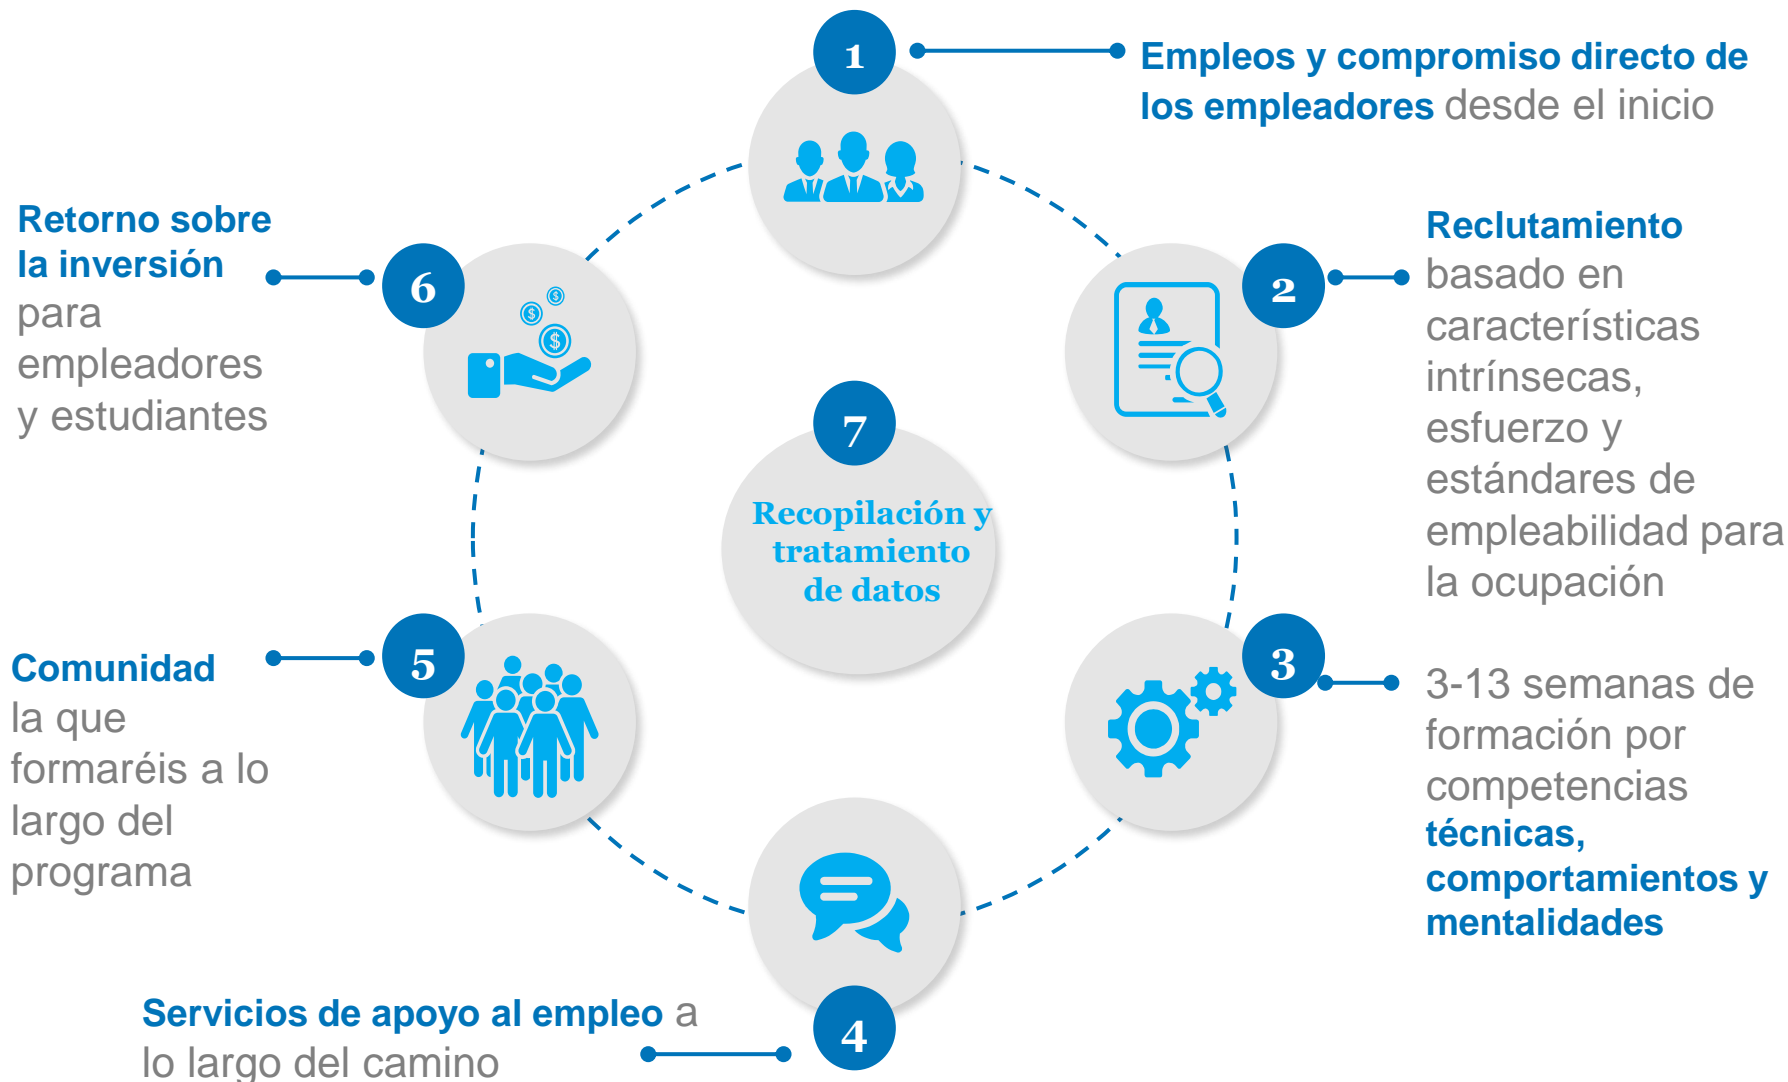 1
Empleos y compromiso directo de
los empleadores desde el inicio
2
Reclutamiento
basado en
características
intrínsecas,
esfuerzo y
estándares de
empleabilidad para
la ocupación
3
3-13 semanas de
formación por
competencias
técnicas,
comportamientos y
mentalidades
4
Servicios de apoyo al empleo a
lo largo del camino
5
Comunidad
la que
formaréis a lo
largo del
programa
6
Retorno sobre
la inversión
para
empleadores
y estudiantes
7
Recopilación y
tratamiento
de datos
$
$
$